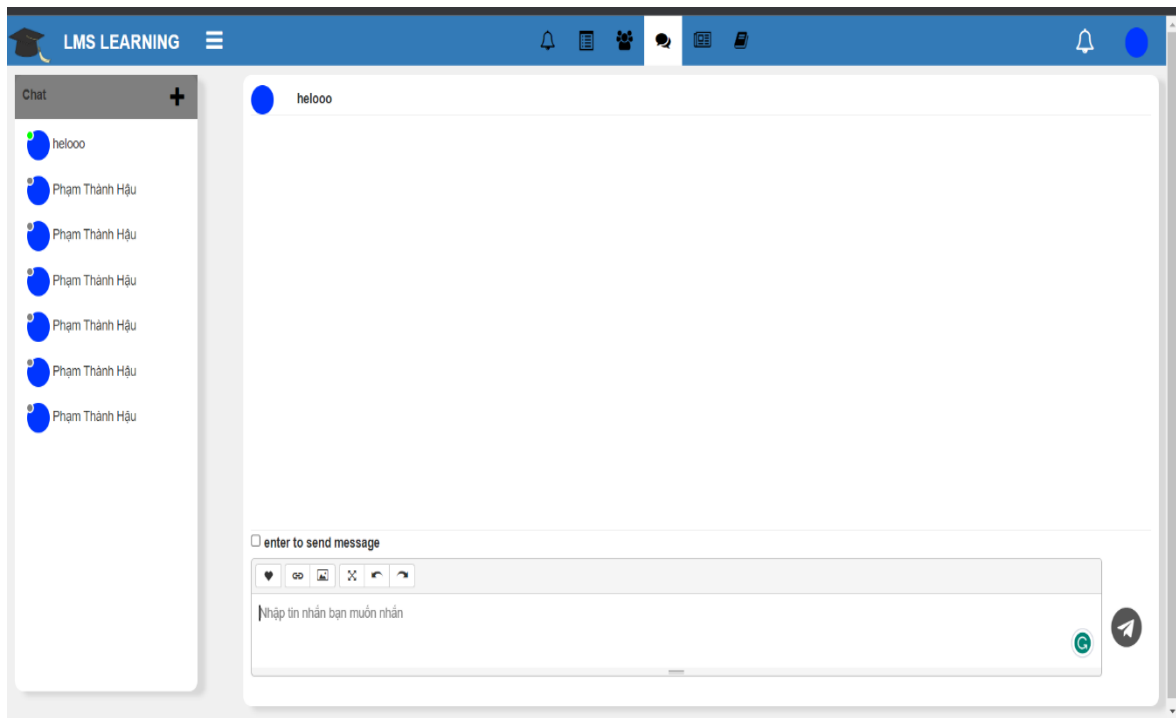 LMS LEARNING
Chat
helooo
Phạm Thành Hậu
Phạm Thành Hậu
Phạm Thành Hậu
Phạm Thành Hậu
Phạm Thành Hậu
Phạm Thành Hậu
helooo
enter to send message
Nhập tin nhắn bạn muốn nhắn